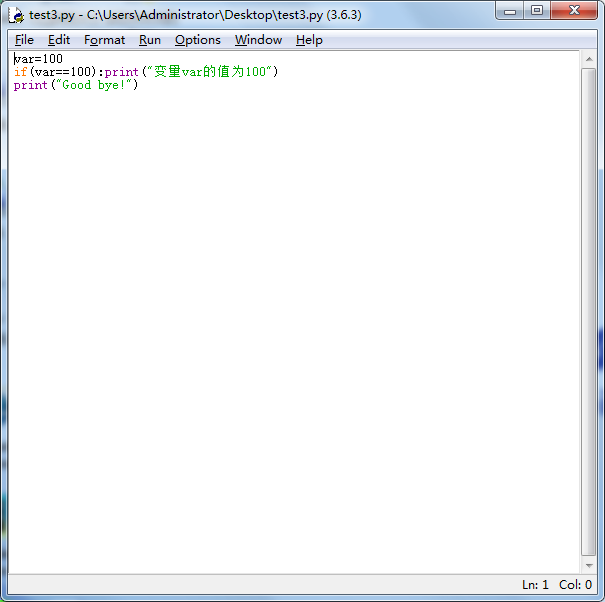 test3.py - C:\Users\Administrator\Desktop\test3.py (3.6.3)
File Edit Format Run Options Window Help
var=100
if(var==100):print("变量var的值为100")
print("Good bye!")
Ln: 1 Col: 0